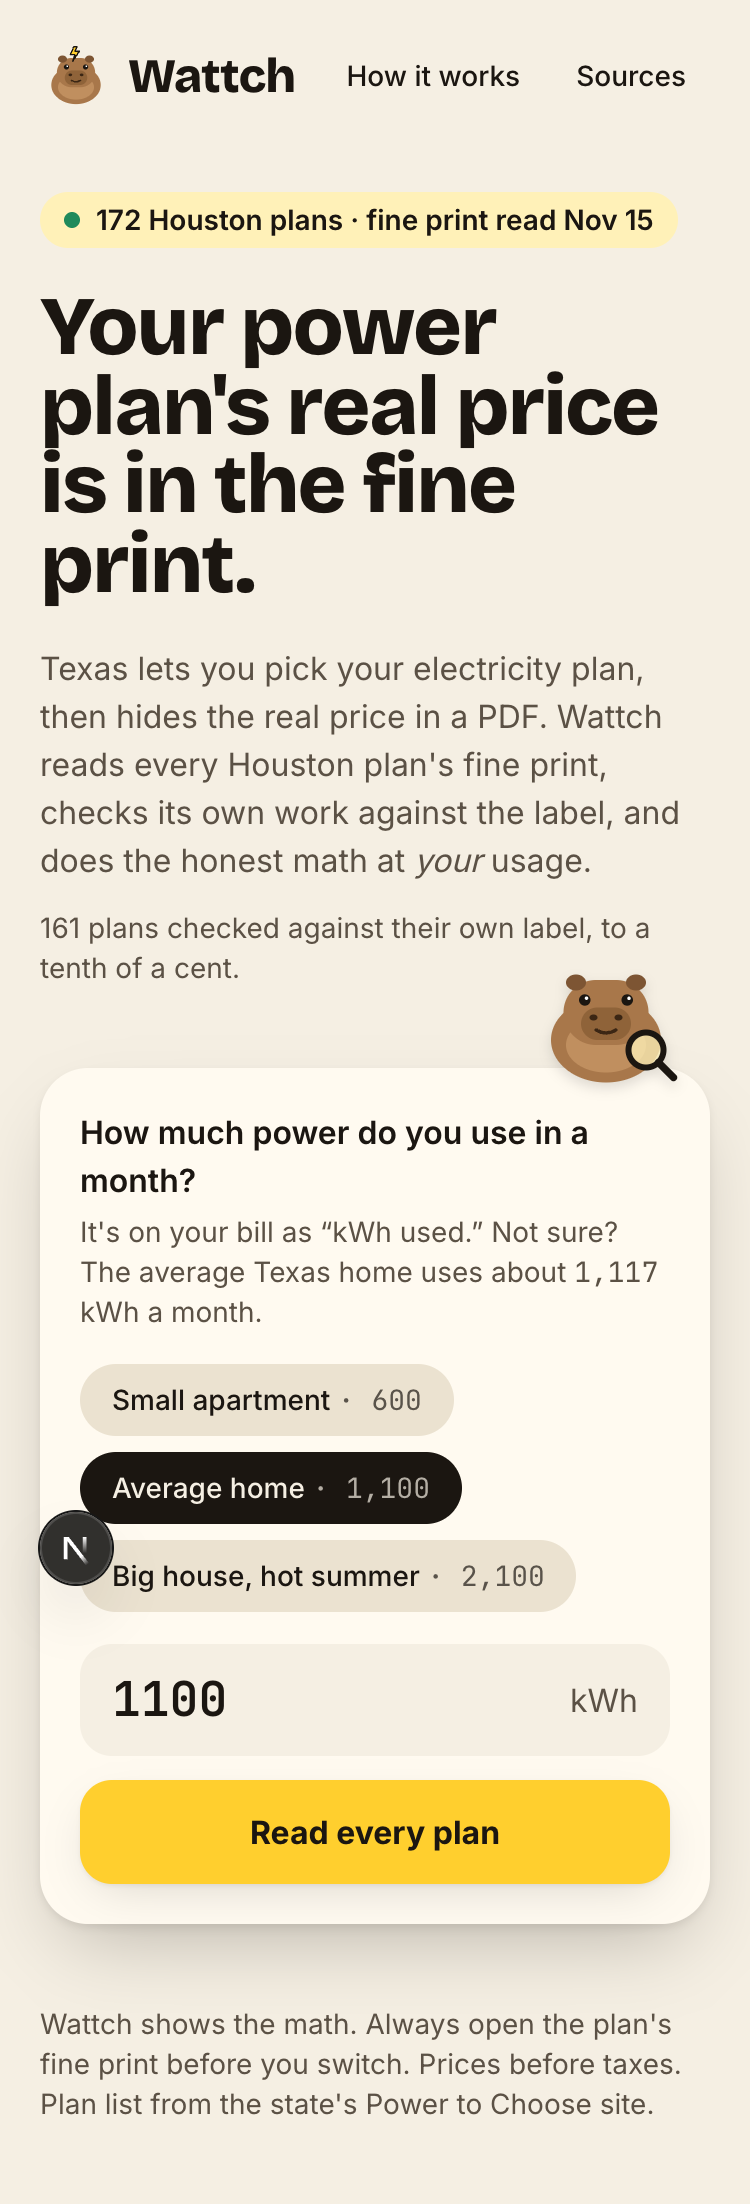 Wattch How it works Sources
172 Houston plans · fine print read Nov 15
Your power
plan's real price
is in the fine
print.
Texas lets you pick your electricity plan,
then hides the real price in a PDF. Wattch
reads every Houston plan's fine print,
checks its own work against the label, and
does the honest math at your usage.
161 plans checked against their own label, to a
tenth of a cent.
How much power do you use in a
month?
It's on your bill as “kWh used.” Not sure?
The average Texas home uses about 1,117
kWh a month.
Small apartment · 600
Average home · 1,100
N
Big house, hot summer · 2,100
1100 kWh
Read every plan
Wattch shows the math. Always open the plan's
fine print before you switch. Prices before taxes.
Plan list from the state's Power to Choose site.